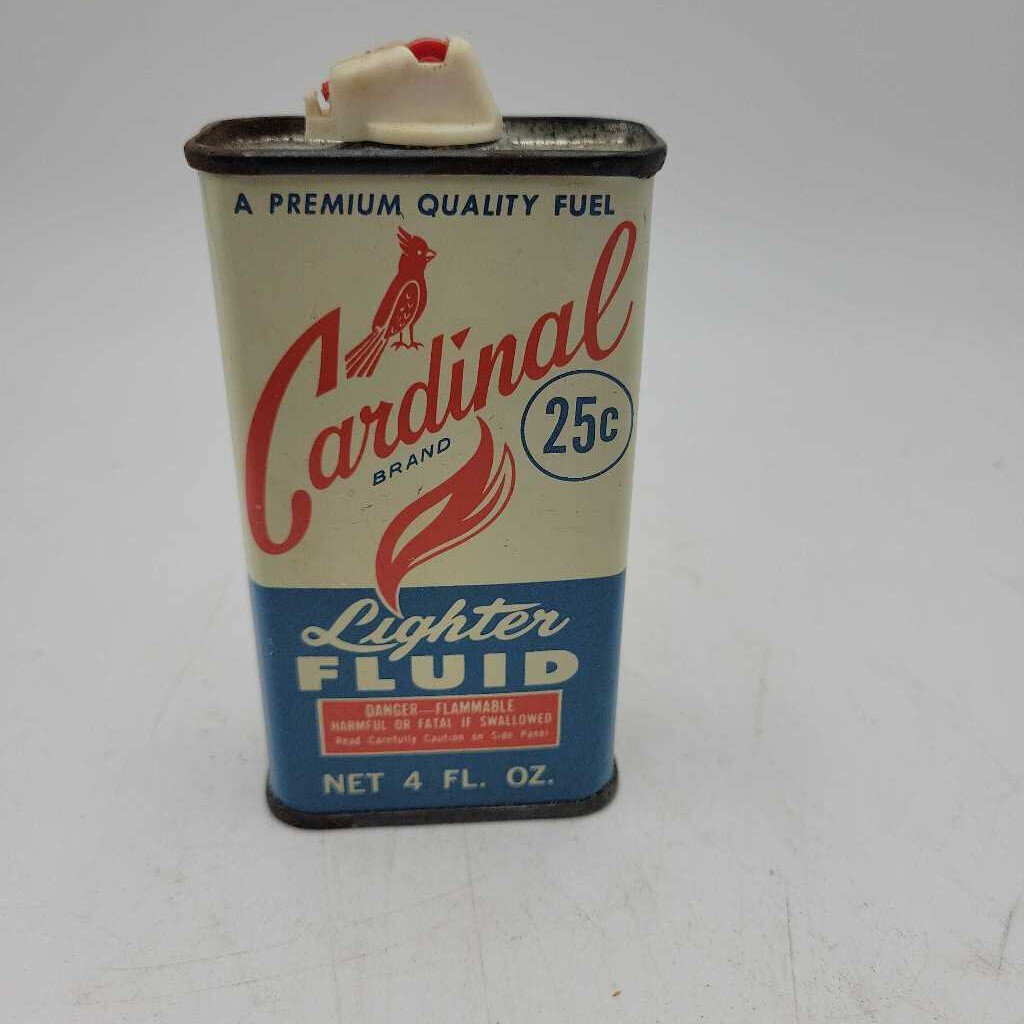 A PREMIUM QUALITY FUEL
Cardinal
BRAND
25c
Lighter
FLUID
DANGER—FLAMMABLE
HARMFUL OR FATAL IF SWALLOWED
Read Carefully Caution on Side Panel
NET 4 FL. OZ.